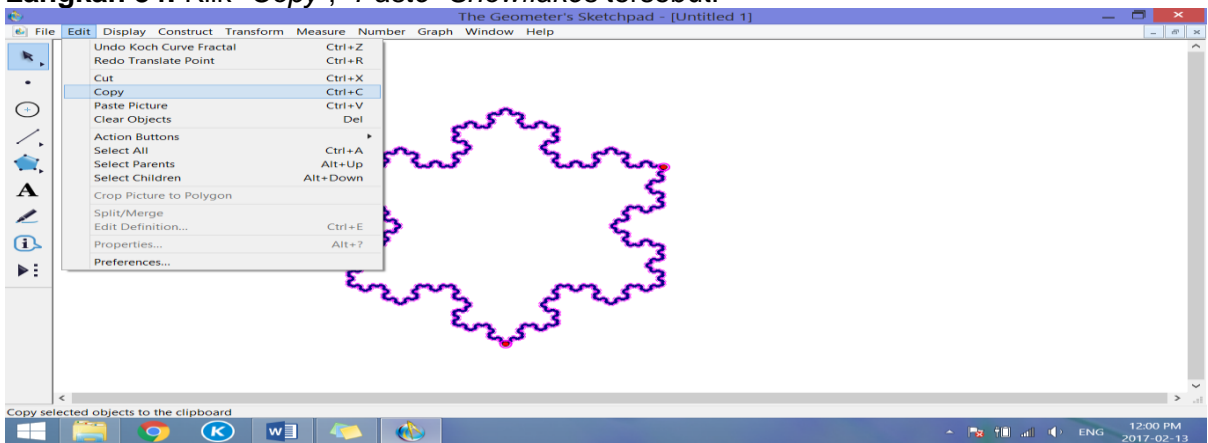 The Geometer's Sketchpad - [Untitled 1]
File Edit Display Construct Transform Measure Number Graph Window Help
Undo Koch Curve Fractal Ctrl+Z
Redo Translate Point Ctrl+R
Cut Ctrl+X
Copy Ctrl+C
Paste Picture Ctrl+V
Clear Objects Del
Action Buttons
Select All Ctrl+A
Select Parents Alt+Up
Select Children Alt+Down
Crop Picture to Polygon
Split/Merge
Edit Definition... Ctrl+E
Properties... Alt+?
Preferences...
A
Copy selected objects to the clipboard
K
W
ENG
12:00 PM
2017-02-13